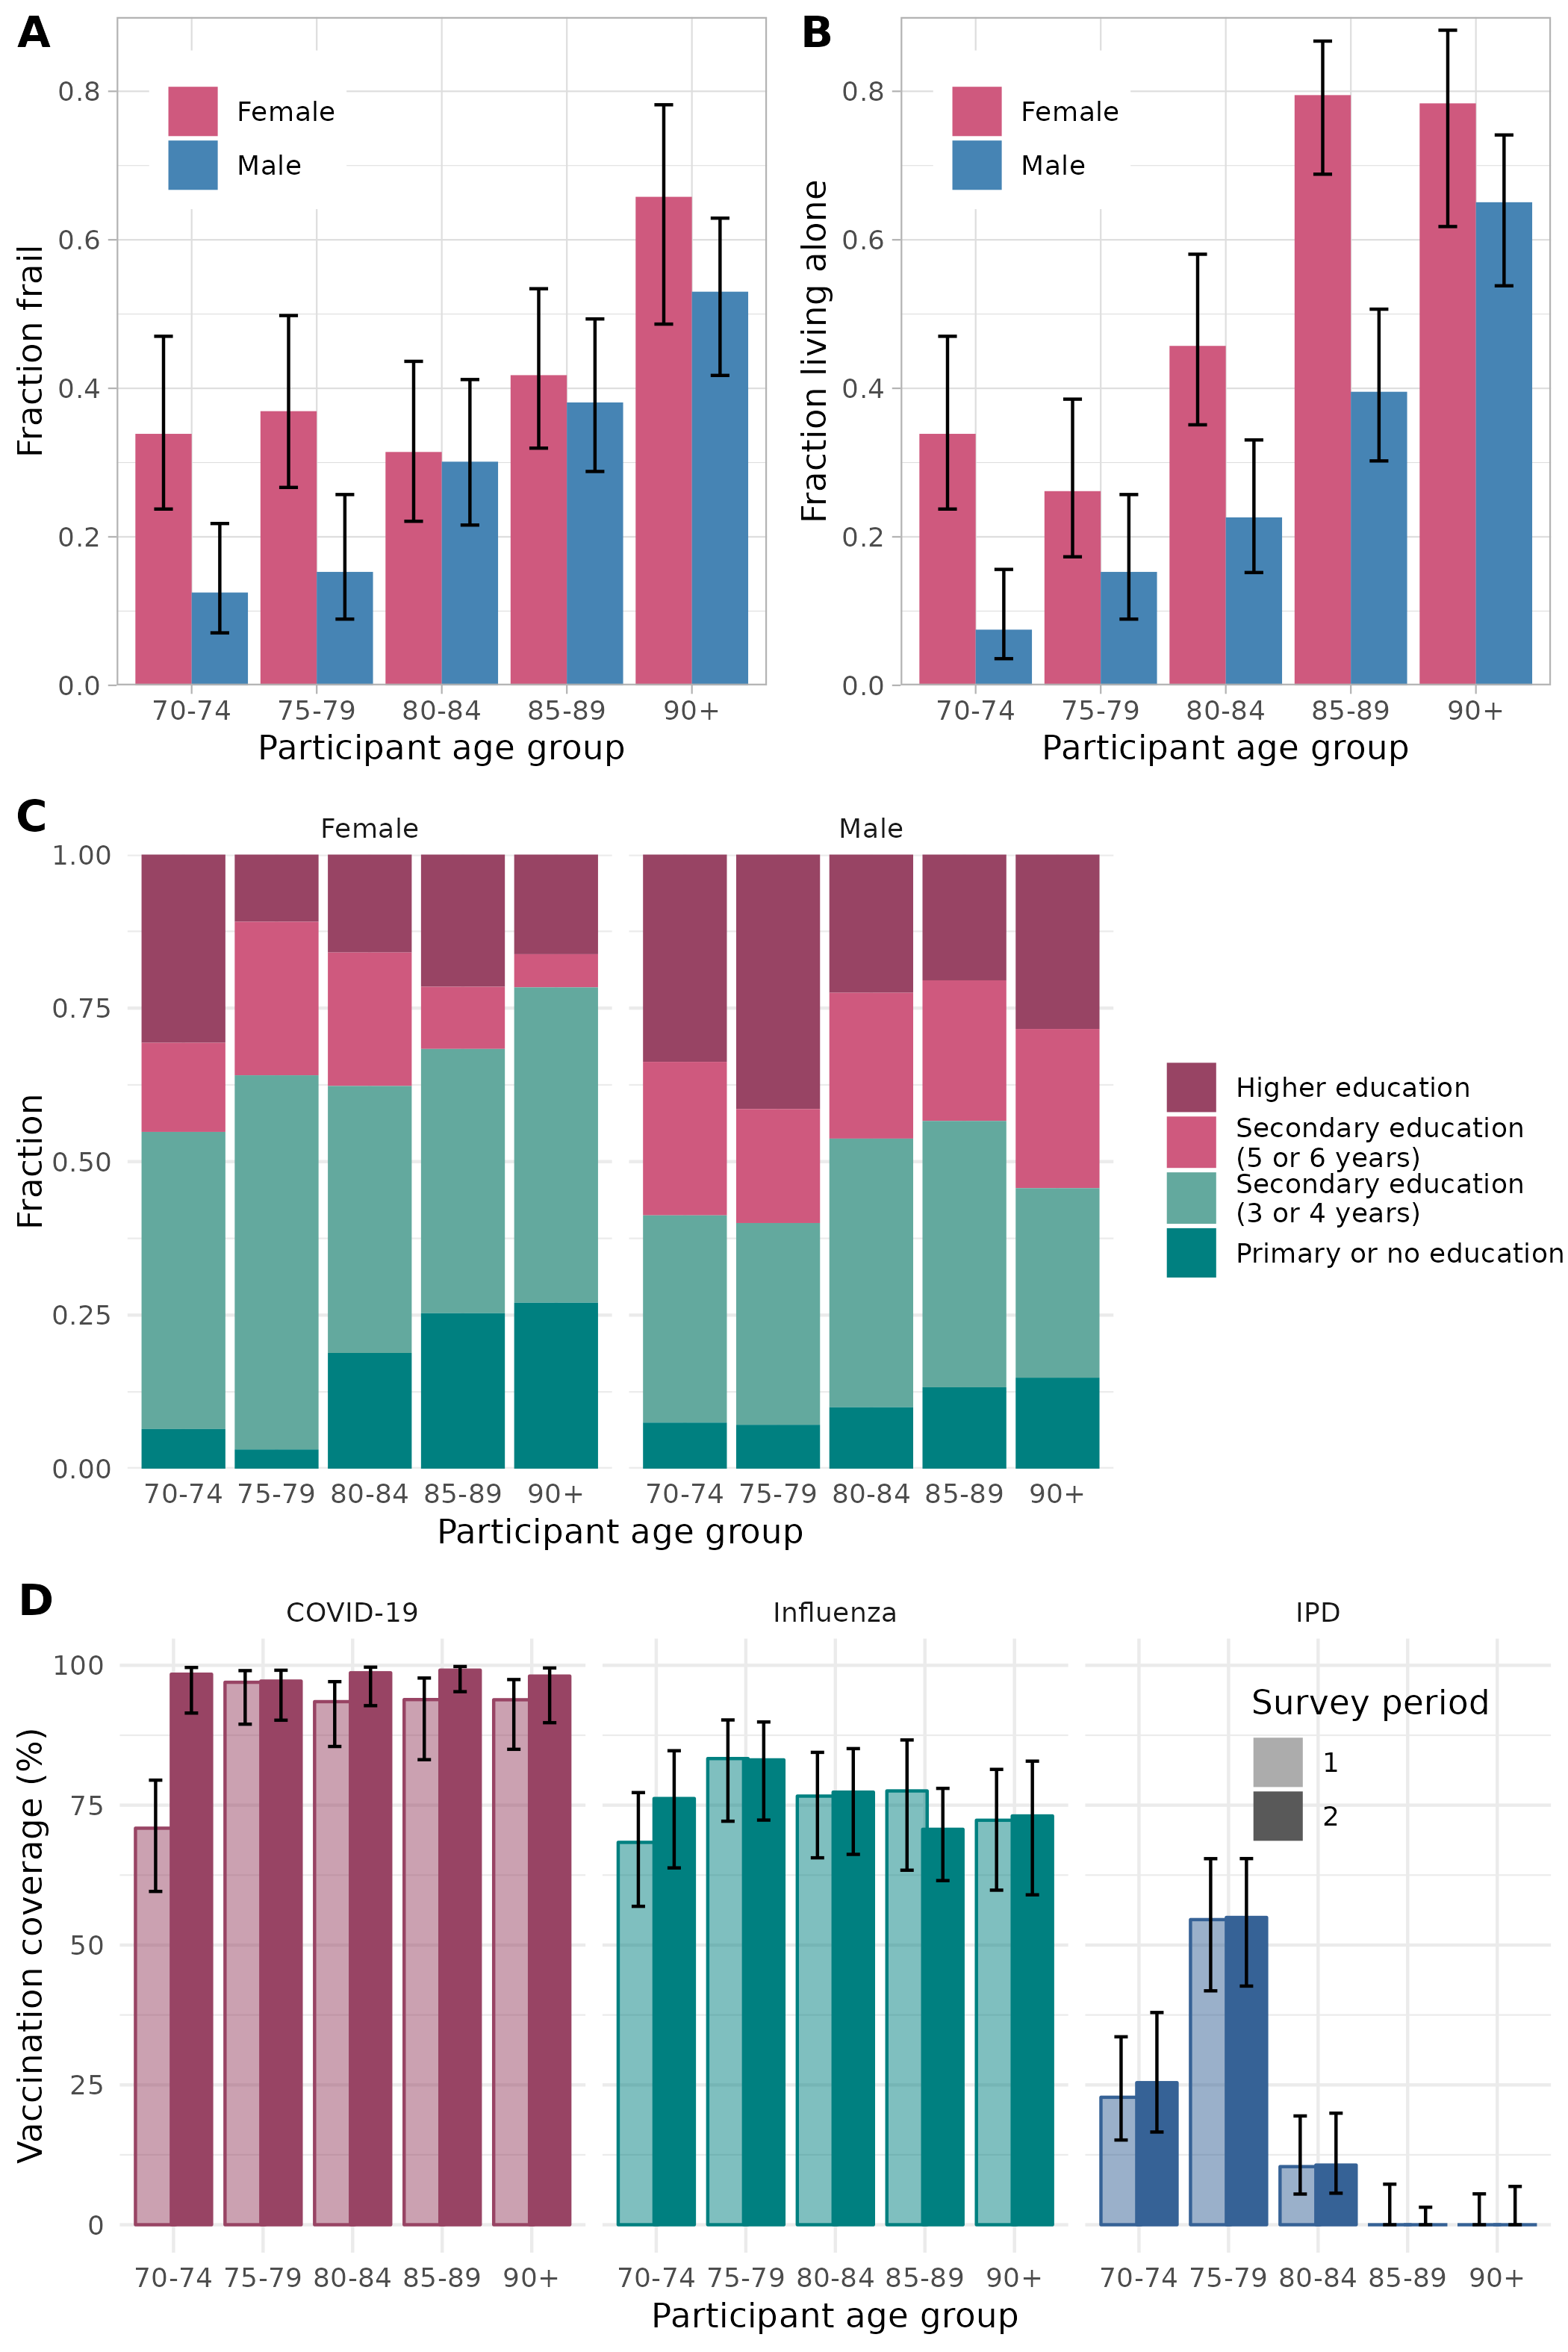 A
B
Female
Male
Female
Male
0.8
0.6
0.4
0.2
0.0
Fraction frail
70-74 75-79 80-84 85-89 90+
Participant age group
0.8
0.6
0.4
0.2
0.0
Fraction living alone
70-74 75-79 80-84 85-89 90+
Participant age group
C
Female
Male
1.00
0.75
0.50
0.25
0.00
Fraction
70-74 75-79 80-84 85-89 90+
70-74 75-79 80-84 85-89 90+
Participant age group
Higher education
Secondary education
(5 or 6 years)
Secondary education
(3 or 4 years)
Primary or no education
D
COVID-19
Influenza
IPD
100
75
50
25
0
Vaccination coverage (%)
Survey period
1
2
70-74 75-79 80-84 85-89 90+
70-74 75-79 80-84 85-89 90+
70-74 75-79 80-84 85-89 90+
Participant age group